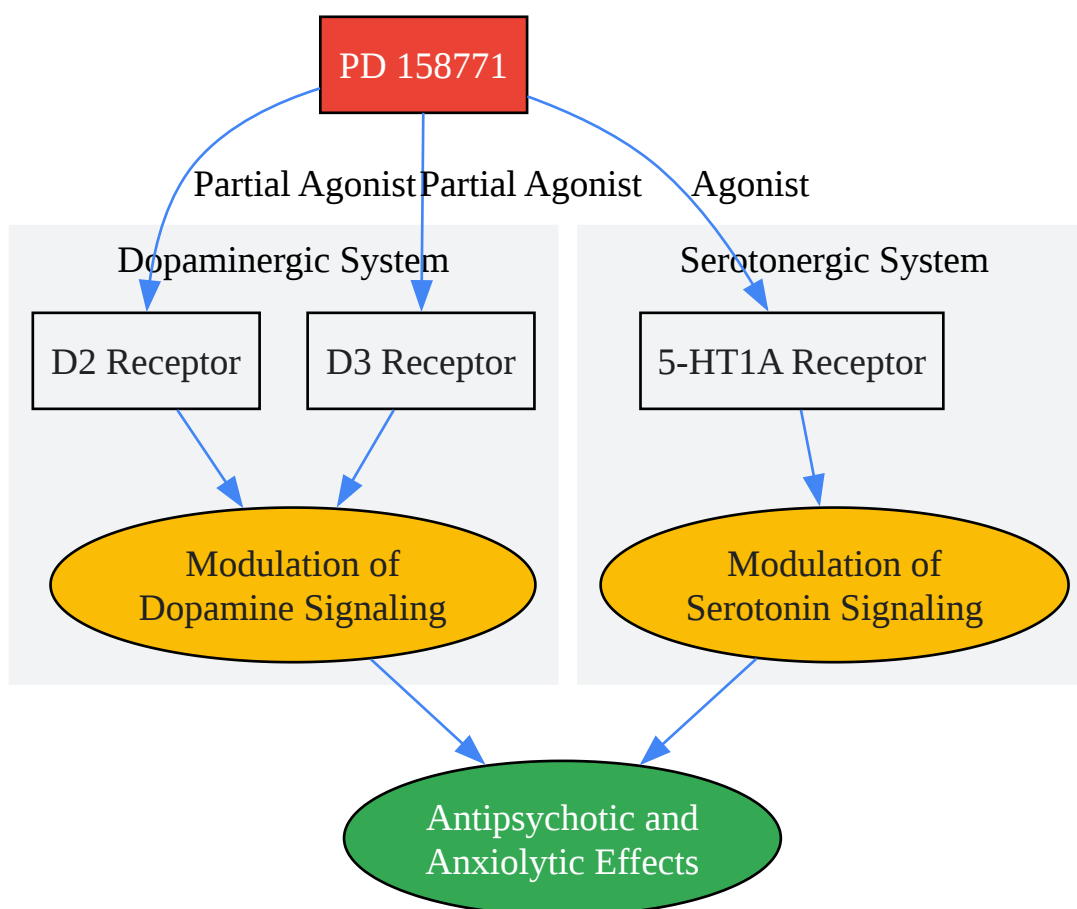 PD 158771
Partial Agonist
Partial Agonist
Agonist
Dopaminergic System
Serotonergic System
D2 Receptor
D3 Receptor
5-HT1A Receptor
Modulation of
Dopamine Signaling
Modulation of
Serotonin Signaling
Antipsychotic and
Anxiolytic Effects